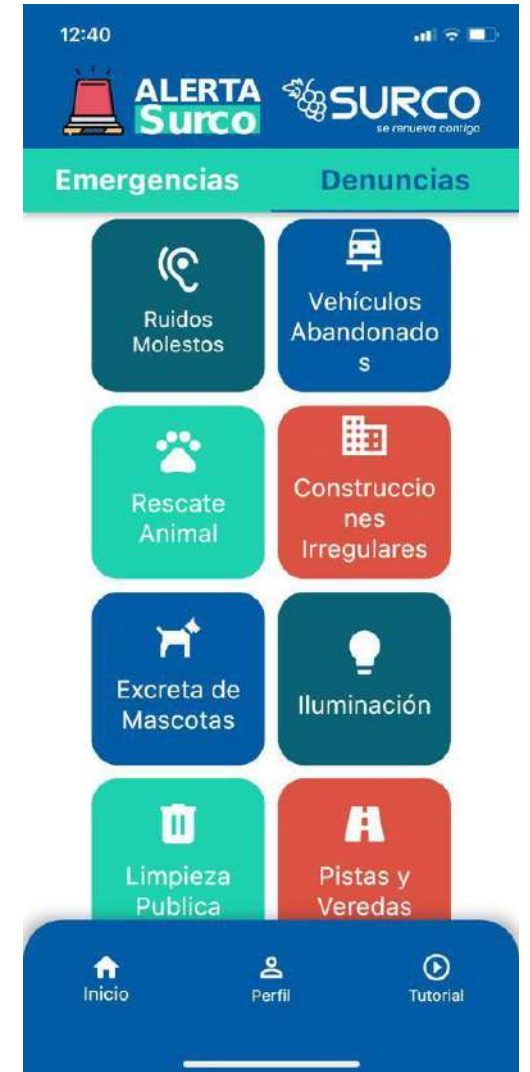 12:40
ALERTA
Surco
SURCO
se renueva contigo
Emergencias
Denuncias
Ruidos
Molestos
Vehículos
Abandonado
s
Rescate
Animal
Construccio
nes
Irregulares
Excreta de
Mascotas
Iluminación
Limpieza
Publica
Pistas y
Veredas
Inicio
Perfil
Tutorial